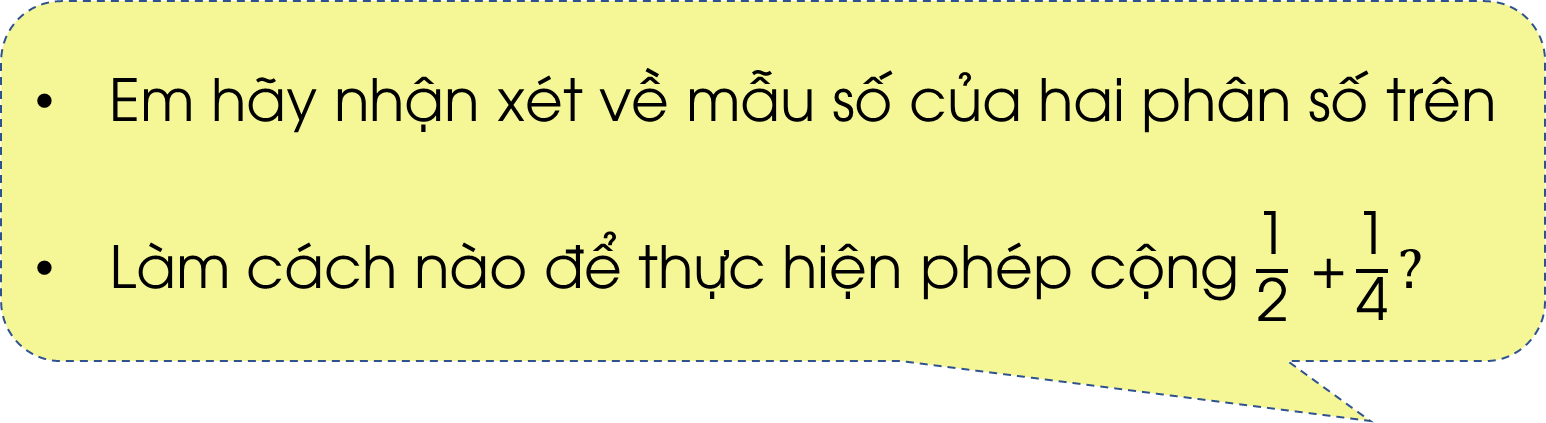 • Em hãy nhận xét về mẫu số của hai phân số trên
• Làm cách nào để thực hiện phép cộng 1/2 + 1/4 ?